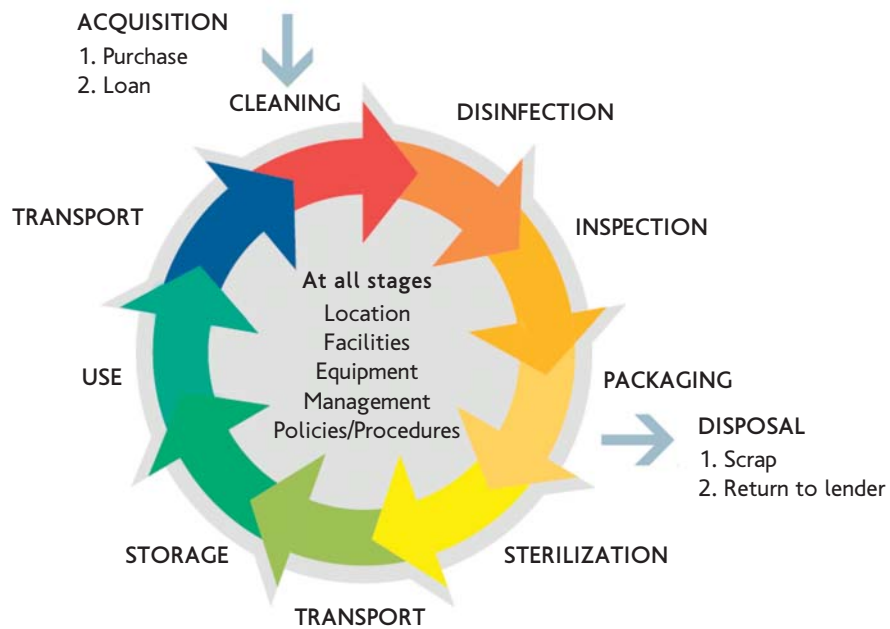 ACQUISITION
1. Purchase
2. Loan
CLEANING
DISINFECTION
INSPECTION
PACKAGING
DISPOSAL
1. Scrap
2. Return to lender
STERILIZATION
TRANSPORT
STORAGE
USE
TRANSPORT
At all stages
Location
Facilities
Equipment
Management
Policies/Procedures